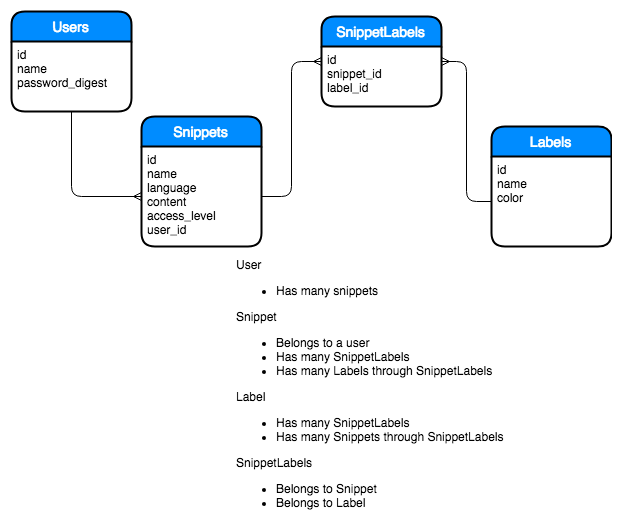 Users
id
name
password_digest
SnippetLabels
id
snippet_id
label_id
Snippets
id
name
language
content
access_level
user_id
Labels
id
name
color
User
• Has many snippets
Snippet
• Belongs to a user
• Has many SnippetLabels
• Has many Labels through SnippetLabels
Label
• Has many SnippetLabels
• Has many Snippets through SnippetLabels
SnippetLabels
• Belongs to Snippet
• Belongs to Label